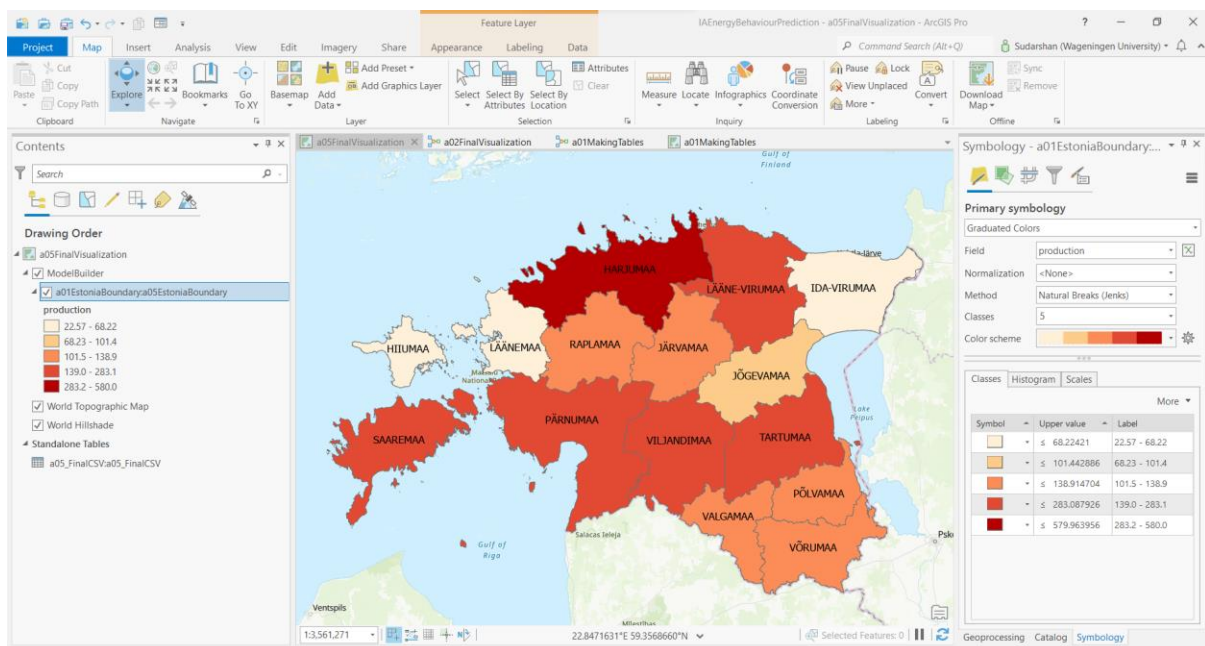 Feature Layer
IAEnergyBehaviourPrediction - a05FinalVisualization - ArcGIS Pro
?
Project Map Insert Analysis View Edit Imagery Share Appearance Labeling Data
Command Search (Alt+Q)
Sudarshan (Wageningen University)
Paste
Cut
Copy
Copy Path
Clipboard
Explore
Bookmarks
Go To XY
Navigate
Basemap
Add Data
Add Preset
Add Graphics Layer
Layer
Select
Select By Attributes
Select By Location
Attributes
Clear
Selection
Measure
Locate
Infographics
Coordinate Conversion
Inquiry
Pause
Lock
View Unplaced
More
Convert
Labeling
Download Map
Sync
Remove
Offline
Contents
Search
Drawing Order
a05FinalVisualization
ModelBuilder
a01EstoniaBoundary:a05EstoniaBoundary
production
22.57 - 68.22
68.23 - 101.4
101.5 - 138.9
139.0 - 283.1
283.2 - 580.0
World Topographic Map
World Hillshade
Standalone Tables
a05_FinalCSV:a05_FinalCSV
a05FinalVisualization
a02FinalVisualization
a01MakingTables
a01MakingTables
Gulf of
Finland
HARJUMAA
LÄÄNE-VIRUMAA
IDA-VIRUMAA
HIIUMAA
LÄÄNEMAA
RAPLAMAA
JÄRVAMAA
JÕGEVAMAA
SAAREMAA
PÄRNUMAA
VILJANDIMAA
TARTUMAA
Lake
Peipus
PÕLVAMAA
VALGAMAA
VÕRUMAA
Gulf of
Riga
Salacas Ieleja
Ventspils
1:3,561,271
22.8471631°E 59.3568660°N
Selected Features: 0
Symbology - a01EstoniaBoundary:...
Primary symbology
Graduated Colors
Field production
Normalization <None>
Method Natural Breaks (Jenks)
Classes 5
Color scheme
Classes Histogram Scales
More
Symbol Upper value Label
≤ 68.22421 22.57 - 68.22
≤ 101.442886 68.23 - 101.4
≤ 138.914704 101.5 - 138.9
≤ 283.087926 139.0 - 283.1
≤ 579.963956 283.2 - 580.0
Geoprocessing Catalog Symbology